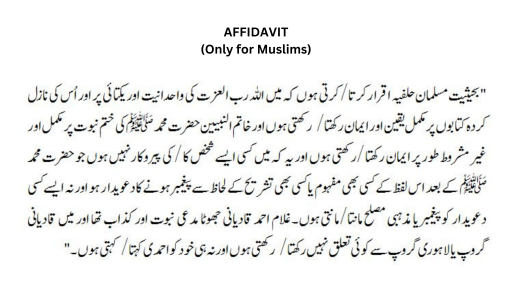 AFFIDAVIT
(Only for Muslims)
"بحیثیت مسلمان حلفیہ اقرار کرتا/کرتی ہوں کہ میں اللہ رب العزت کی واحدانیت اور یکتائی پر اور اُس کی نازل
کردہ کتابوں پر مکمل یقین اور ایمان رکھتا/ رکھتی ہوں اور خاتم النبیین حضرت محمد ﷺ کی ختم نبوت پر مکمل اور
غیر مشروط طور پر ایمان رکھتا/ رکھتی ہوں اور یہ کہ میں کسی ایسے شخص کا/ کی پیروکار نہیں ہوں جو حضرت محمد
ﷺ کے بعد اس لفظ کے کسی بھی مفہوم یا کسی بھی تشریح کے لحاظ سے پیغمبر ہونے کا دعویدار ہو اور نہ ایسے کسی
دعویدار کو پیغمبر یا مذہبی مصلح مانتا/ مانتی ہوں۔ غلام احمد قادیانی جھوٹا مدعی نبوت اور کذاب تھا اور میں قادیانی
گروپ یا لاہوری گروپ سے کوئی تعلق نہیں رکھتا/ رکھتی ہوں اور نہ ہی خود کو احمدی کہتا/ کہتی ہوں۔"